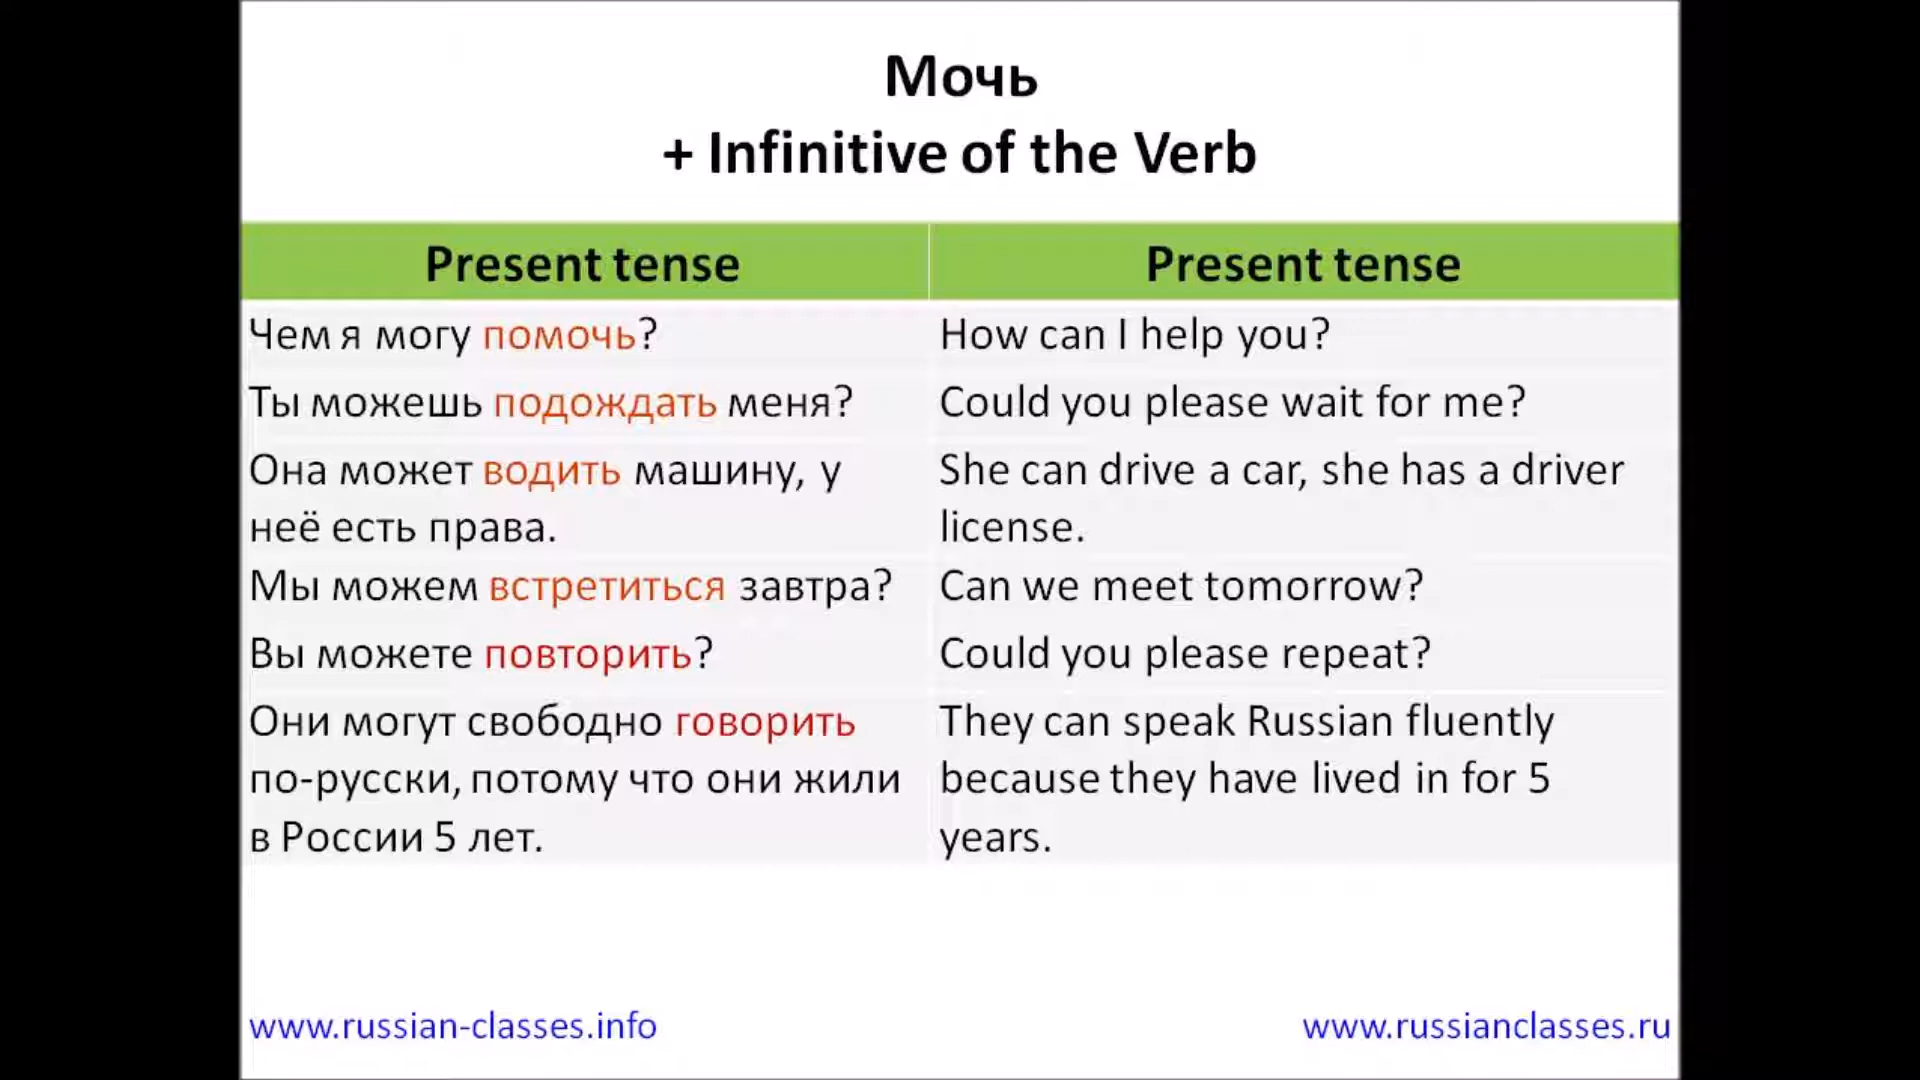 Мочь
+ Infinitive of the Verb
Present tense
Present tense
Чем я могу помочь?
How can I help you?
Ты можешь подождать меня?
Could you please wait for me?
Она может водить машину, у
неё есть права.
She can drive a car, she has a driver
license.
Мы можем встретиться завтра?
Can we meet tomorrow?
Вы можете повторить?
Could you please repeat?
Они могут свободно говорить
по-русски, потому что они жили
в России 5 лет.
They can speak Russian fluently
because they have lived in for 5
years.
www.russian-classes.info
www.russianclasses.ru